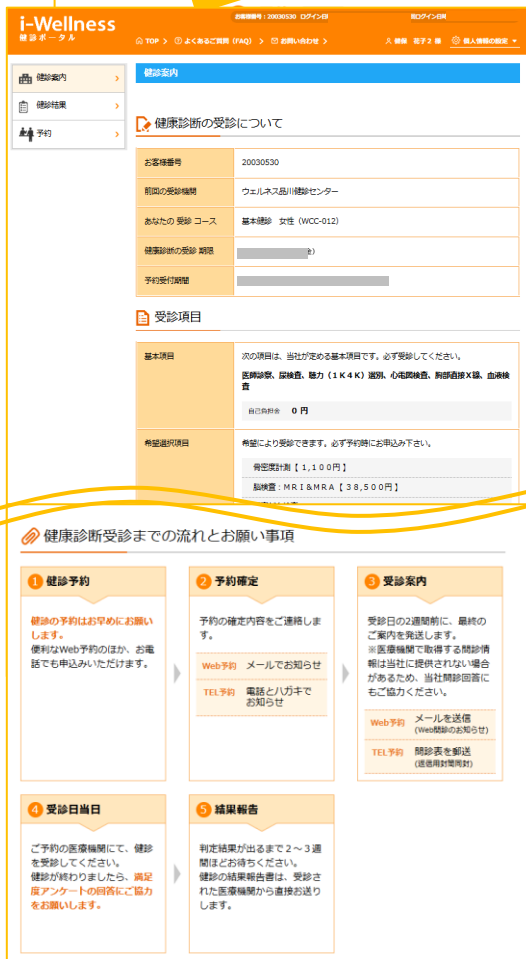 i-Wellness
健診ポータル
お客様番号:20030530 ログイン日時
前ログイン日時
TOP > よくあるご質問 (FAQ) > お問い合わせ >
健保 花子2 様
個人情報の設定
健診案内
健診結果
予約
健診案内
健康診断の受診について
お客様番号 20030530
前回の受診機関 ウェルネス品川健診センター
あなたの 受診 コース 基本健診 女性 (WCC-012)
健康診断の受診 期限
予約受付期間
受診項目
基本項目
次の項目は、当社が定める基本項目です。必ず受診してください。
医師診察、尿検査、聴力(1K4K)選別、心電図検査、胸部直接X線、血液検
査
自己負担金 0 円
希望選択項目
希望により受診できます。必ず予約時にお申込み下さい。
骨密度計測【 1,100円 】
脳検査:MRI&MRA【 38,500円 】
健康診断受診までの流れとお願い事項
1 健診予約
健診の予約はお早めにお願い
します。
便利なWeb予約のほか、お電
話でも申込みいただけます。
2 予約確定
予約の確定内容をご連絡しま
す。
Web予約 メールでお知らせ
TEL予約 電話とハガキで
お知らせ
3 受診案内
受診日の2週間前に、最終の
ご案内を発送します。
※医療機関で取得する問診情
報は当社に提供されない場合
があるため、当社問診回答に
もご協力ください。
Web予約 メールを送信
(Web問診のお知らせ)
TEL予約 問診表を郵送
(返信用封筒同封)
4 受診日当日
ご予約の医療機関にて、健診
を受診してください。
健診が終わりましたら、満足
度アンケートの回答にご協力
をお願いします。
5 結果報告
判定結果が出るまで2～3週
間ほどお待ちください。
健診の結果報告書は、受診さ
れた医療機関から直接お送り
します。